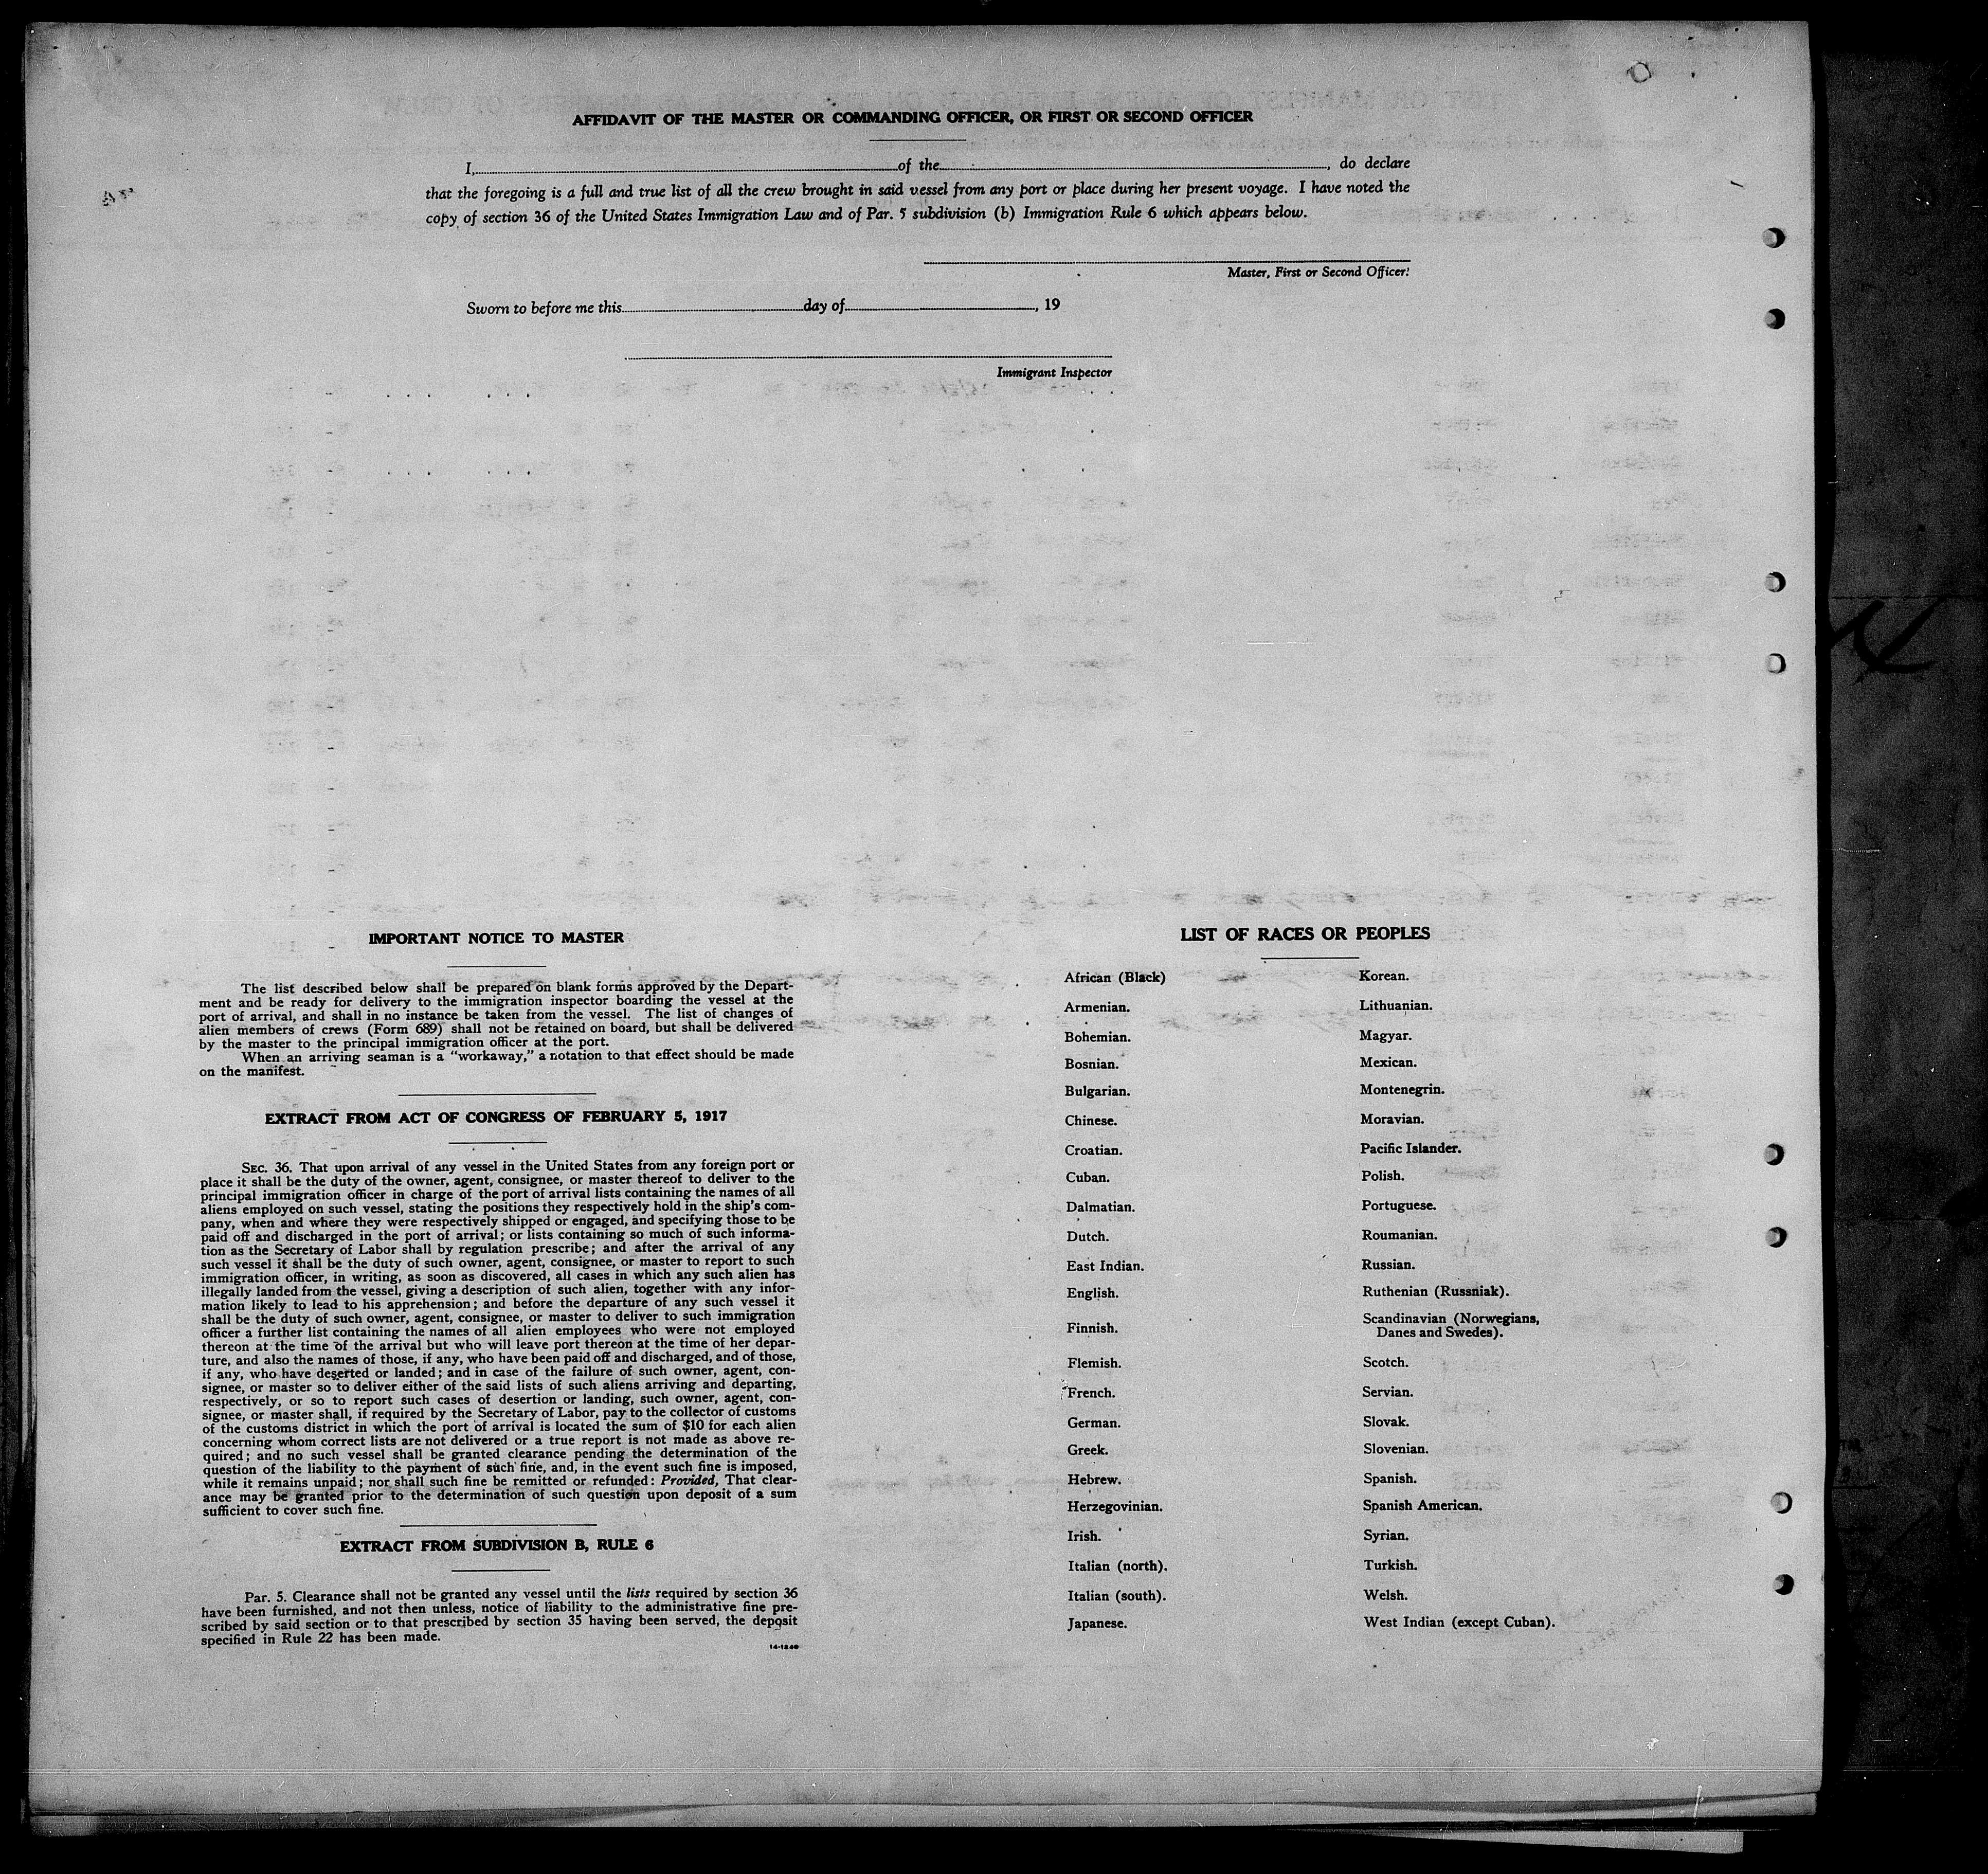 AFFIDAVIT OF THE MASTER OR COMMANDING OFFICER, OR FIRST OR SECOND OFFICER
I, of the , do declare
that the foregoing is a full and true list of all the crew brought in said vessel from any port or place during her present voyage. I have noted the
copy of section 36 of the United States Immigration Law and of Par. 5 subdivision (b) Immigration Rule 6 which appears below.
Master, First or Second Officer.
Sworn to before me this day of , 19
Immigrant Inspector
IMPORTANT NOTICE TO MASTER
The list described below shall be prepared on blank forms approved by the Depart-
ment and be ready for delivery to the immigration inspector boarding the vessel at the
port of arrival, and shall in no instance be taken from the vessel. The list of changes of
alien members of crews (Form 689) shall not be retained on board, but shall be delivered
by the master to the principal immigration officer at the port.
When an arriving seaman is a "workaway," a notation to that effect should be made
on the manifest.
EXTRACT FROM ACT OF CONGRESS OF FEBRUARY 5, 1917
SEC. 36. That upon arrival of any vessel in the United States from any foreign port or
place it shall be the duty of the owner, agent, consignee, or master thereof to deliver to the
principal immigration officer in charge of the port of arrival lists containing the names of all
aliens employed on such vessel, stating the positions they respectively hold in the ship's com-
pany, when and where they were respectively shipped or engaged, and specifying those to be
paid off and discharged in the port of arrival; or lists containing so much of such informa-
tion as the Secretary of Labor shall by regulation prescribe; and after the arrival of any
such vessel it shall be the duty of such owner, agent, consignee, or master to report to such
immigration officer, in writing, as soon as discovered, all cases in which any such alien has
illegally landed from the vessel, giving a description of such alien, together with any infor-
mation likely to lead to his apprehension; and before the departure of any such vessel it
shall be the duty of such owner, agent, consignee, or master to deliver to such immigration
officer a further list containing the names of all alien employees who were not employed
thereon at the time of the arrival but who will leave port thereon at the time of her depar-
ture, and also the names of those, if any, who have been paid off and discharged, and of those,
if any, who have deserted or landed; and in case of the failure of such owner, agent, con-
signee, or master so to deliver either of the said lists of such aliens arriving and departing,
respectively, or so to report such cases of desertion or landing, such owner, agent, con-
signee, or master shall, if required by the Secretary of Labor, pay to the collector of customs
of the customs district in which the port of arrival is located the sum of $10 for each alien
concerning whom correct lists are not delivered or a true report is not made as above re-
quired; and no such vessel shall be granted clearance pending the determination of the
question of the liability to the payment of such fine, and, in the event such fine is imposed,
while it remains unpaid; nor shall such fine be remitted or refunded: Provided, That clear-
ance may be granted prior to the determination of such question upon deposit of a sum
sufficient to cover such fine.
EXTRACT FROM SUBDIVISION B, RULE 6
Par. 5. Clearance shall not be granted any vessel until the lists required by section 36
have been furnished, and not then unless, notice of liability to the administrative fine pre-
scribed by said section or to that prescribed by section 35 having been served, the deposit
specified in Rule 22 has been made.
14-1240
LIST OF RACES OR PEOPLES
African (Black)
Armenian.
Bohemian.
Bosnian.
Bulgarian.
Chinese.
Croatian.
Cuban.
Dalmatian.
Dutch.
East Indian.
English.
Finnish.
Flemish.
French.
German.
Greek.
Hebrew.
Herzegovinian.
Irish.
Italian (north).
Italian (south).
Japanese.
Korean.
Lithuanian.
Magyar.
Mexican.
Montenegrin.
Moravian.
Pacific Islander.
Polish.
Portuguese.
Roumanian.
Russian.
Ruthenian (Russniak).
Scandinavian (Norwegians,
Danes and Swedes).
Scotch.
Servian.
Slovak.
Slovenian.
Spanish.
Spanish American.
Syrian.
Turkish.
Welsh.
West Indian (except Cuban).